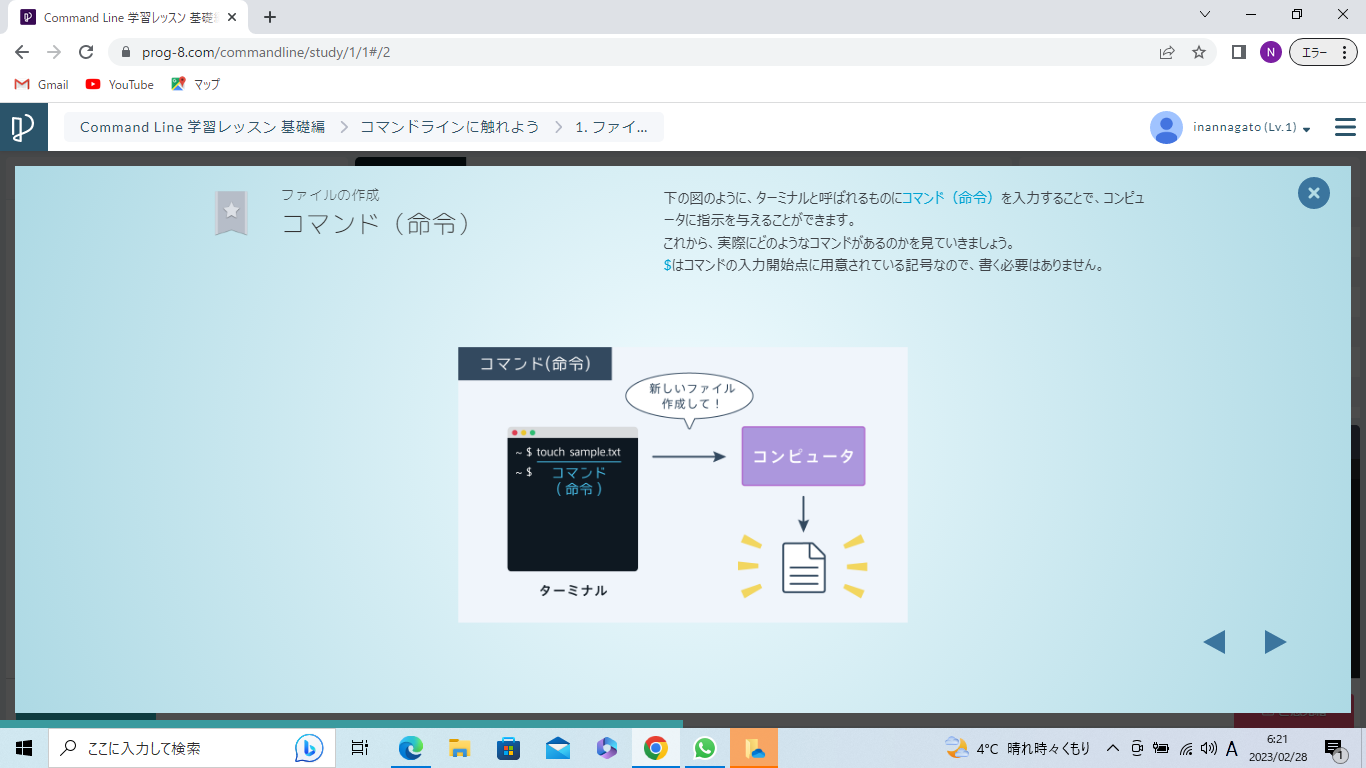 Command Line 学習レッスン 基礎
prog-8.com/commandline/study/1/1#/2
N
エラー
Gmail
YouTube
マップ
Command Line 学習レッスン 基礎編
コマンドラインに触れよう
1. ファイ...
inannagato (Lv.1)
ファイルの作成
コマンド（命令）
下の図のように、ターミナルと呼ばれるものにコマンド（命令）を入力することで、コンピュ
ータに指示を与えることができます。
これから、実際にどのようなコマンドがあるのかを見ていきましょう。
$はコマンドの入力開始点に用意されている記号なので、書く必要はありません。
コマンド(命令)
新しいファイル
作成して！
~ $ touch sample.txt
~ $
コマンド
（命令）
コンピュータ
ターミナル
ここに入力して検索
4°C 晴れ時々くもり
A
6:21
2023/02/28
1